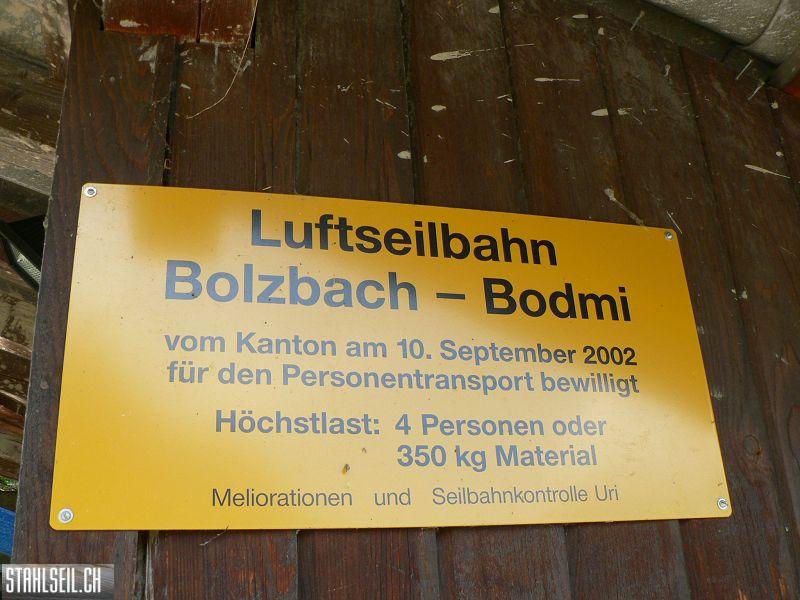 Luftseilbahn
Bolzbach – Bodmi
vom Kanton am 10. September 2002
für den Personentransport bewilligt
Höchstlast: 4 Personen oder
350 kg Material
Meliorationen und Seilbahnkontrolle Uri
STAHLSEIL.CH